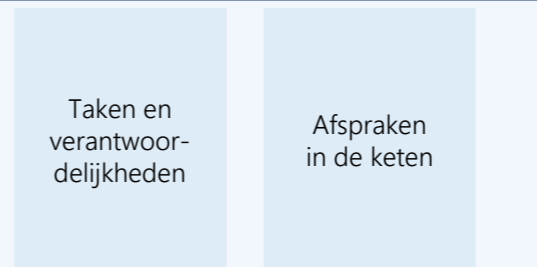 Taken en
verantwoor-
delijkheden
Afspraken
in de keten